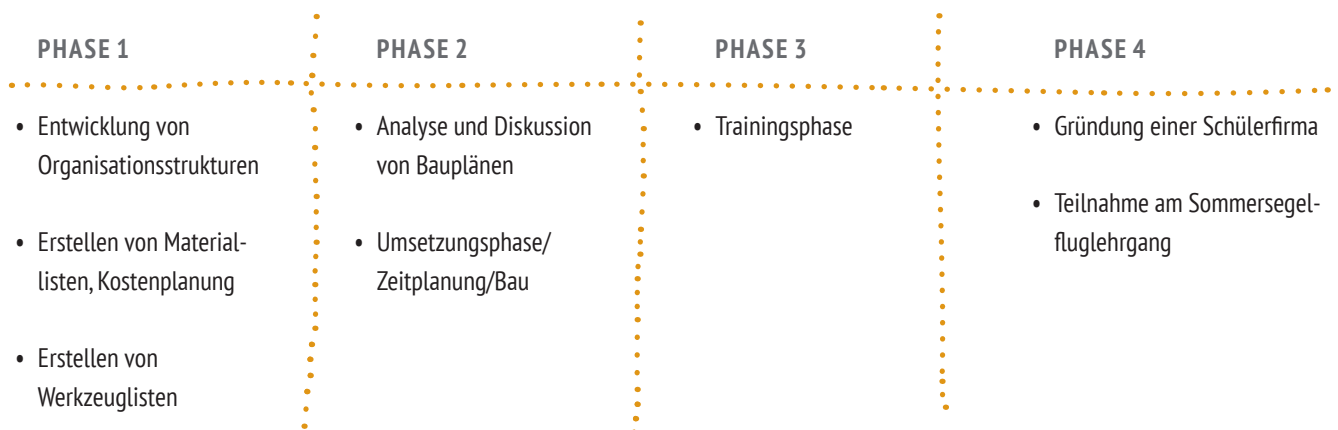 PHASE 1
• Entwicklung von
Organisationsstrukturen
• Erstellen von Material-
listen, Kostenplanung
• Erstellen von
Werkzeuglisten
PHASE 2
• Analyse und Diskussion
von Bauplänen
• Umsetzungsphase/
Zeitplanung/Bau
PHASE 3
• Trainingsphase
PHASE 4
• Gründung einer Schülerfirma
• Teilnahme am Sommersegel-
fluglehrgang